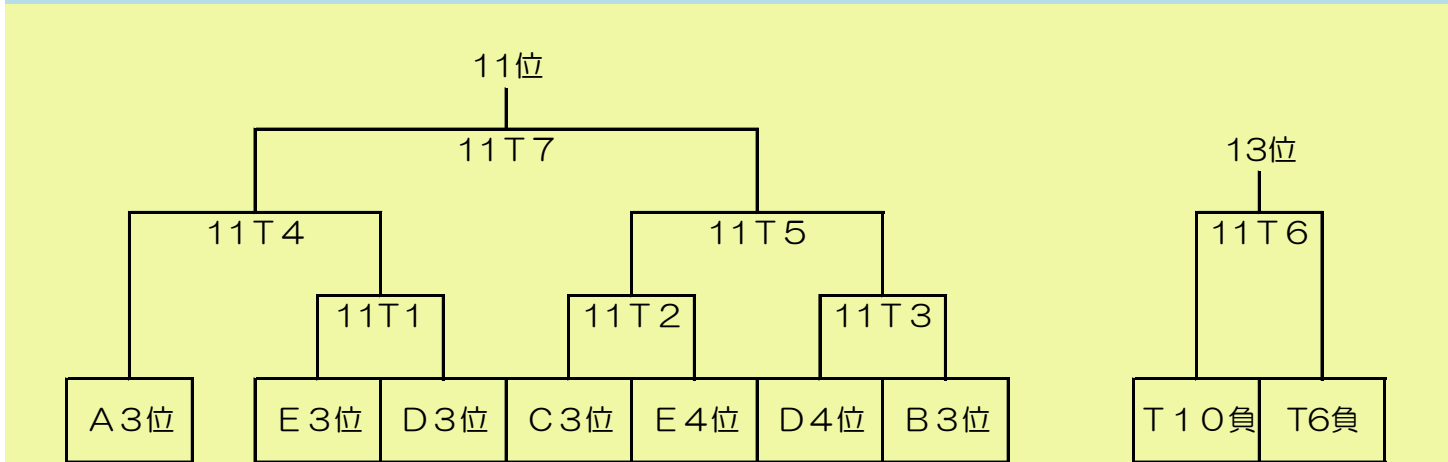 11位
11T7
13位
11T4
11T5
11T6
11T1
11T2
11T3
A3位
E3位
D3位
C3位
E4位
D4位
B3位
T10負
T6負